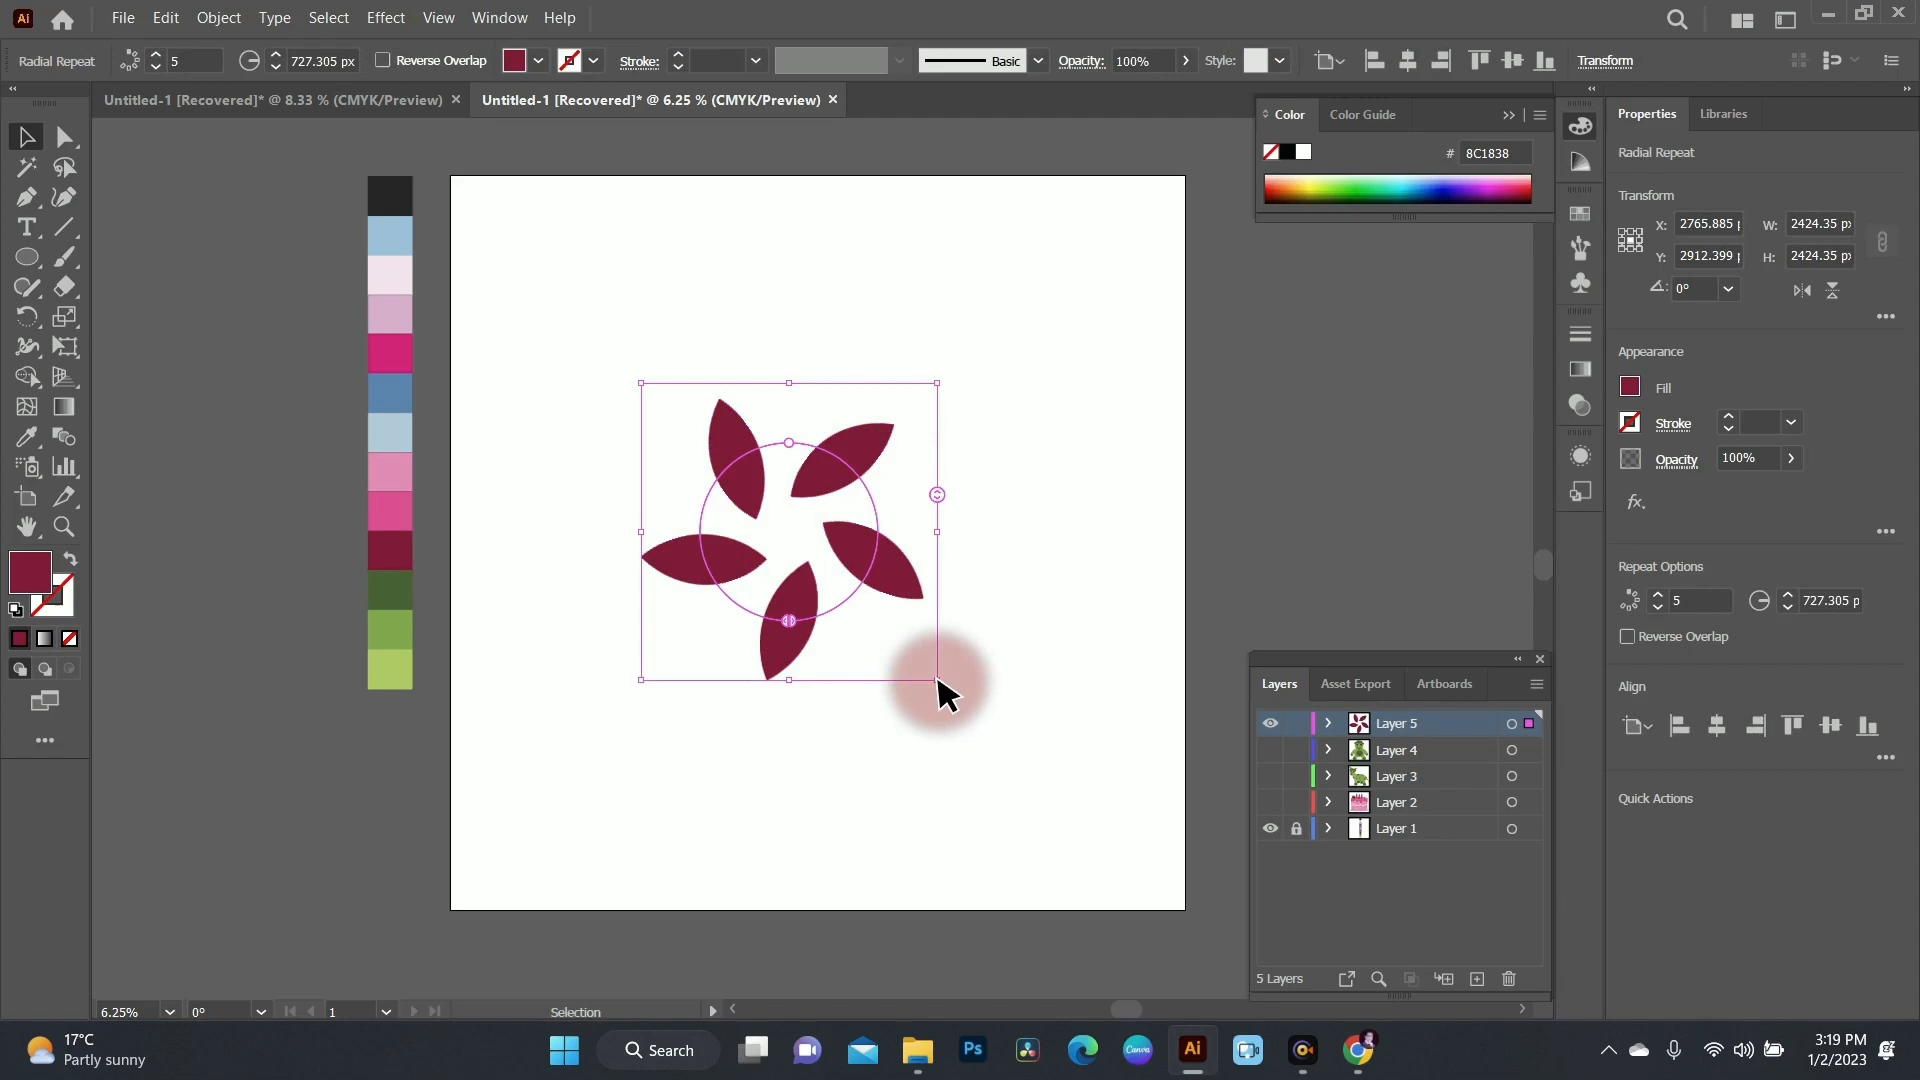 Ai File Edit Object Type Select Effect View Window Help
Radial Repeat 5 727.305 px Reverse Overlap Stroke: Basic Opacity: 100% Style: Transform
Untitled-1 [Recovered]* @ 8.33 % (CMYK/Preview) Untitled-1 [Recovered]* @ 6.25 % (CMYK/Preview)
Color Color Guide
# 8C1838
Properties Libraries
Radial Repeat
Transform
X: 2765.885 W: 2424.35 px
Y: 2912.399 H: 2424.35 px
0°
Appearance
Fill
Stroke
Opacity 100%
fx.
Repeat Options
5 727.305 p
Reverse Overlap
Align
Quick Actions
Layers Asset Export Artboards
Layer 5
Layer 4
Layer 3
Layer 2
Layer 1
5 Layers
6.25% 0° 1 Selection
17°C
Partly sunny
Search
Ps
Canva
Ai
3:19 PM
1/2/2023